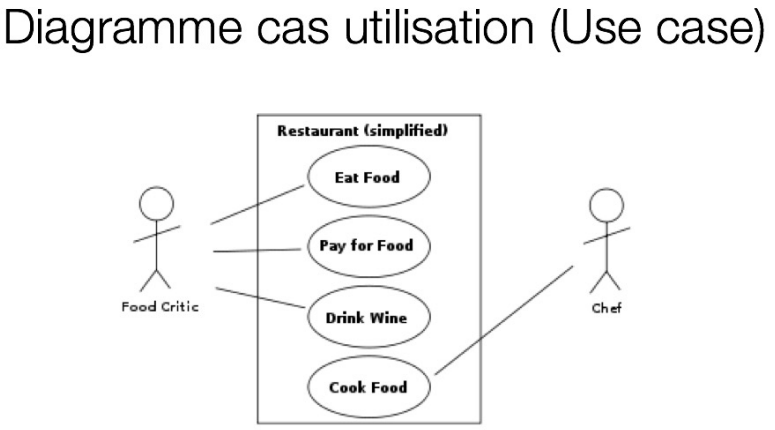 Diagramme cas utilisation (Use case)
Restaurant (simplified)
Eat Food
Pay for Food
Drink Wine
Cook Food
Food Critic
Chef